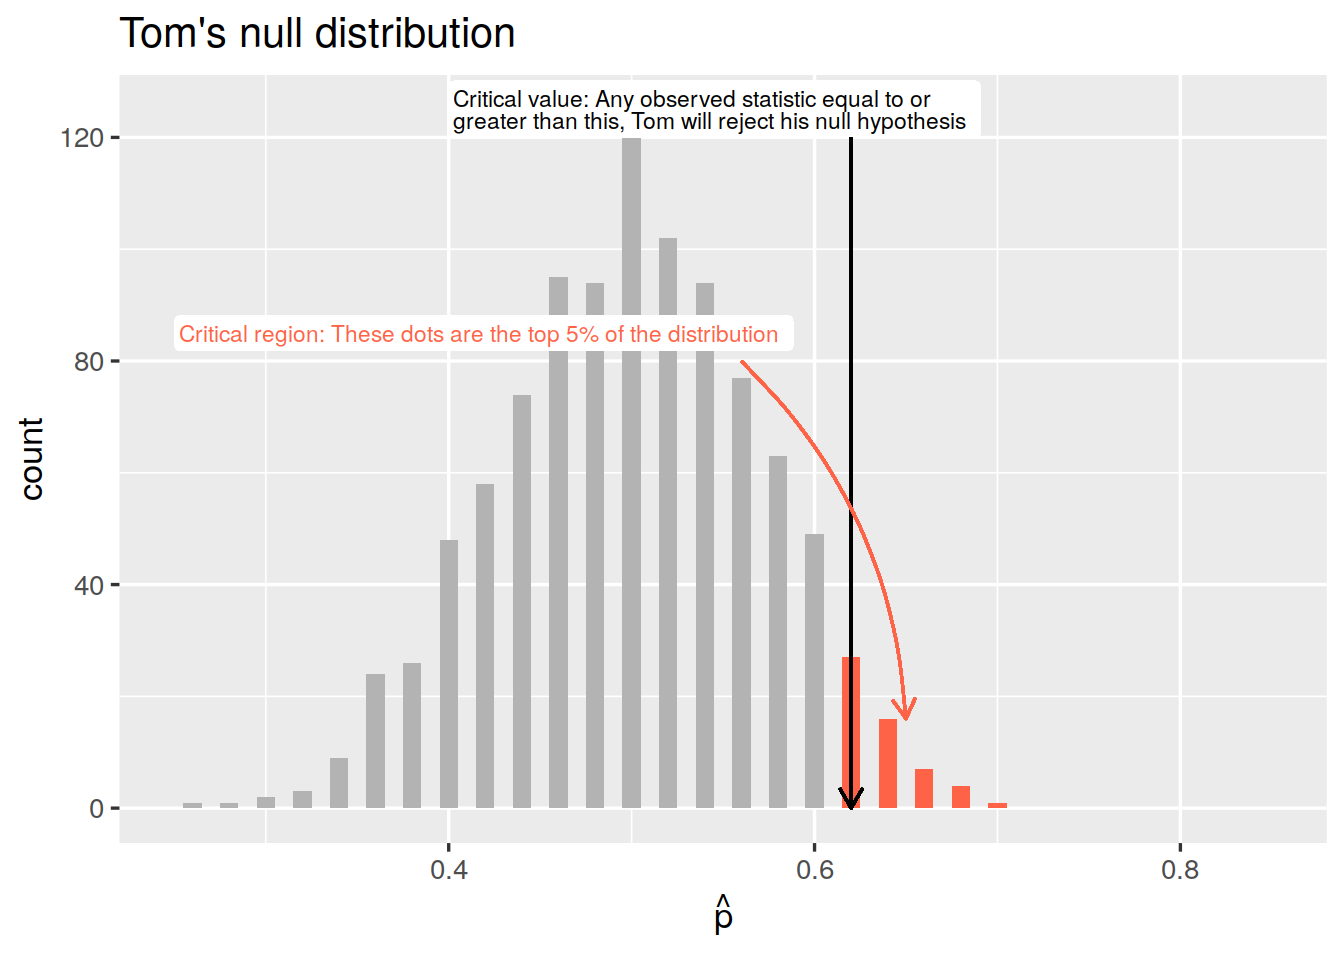 Tom's null distribution
Critical value: Any observed statistic equal to or
greater than this, Tom will reject his null hypothesis
120
Critical region: These dots are the top 5% of the distribution
80
count
40
0
0.4
0.6
0.8
p̂